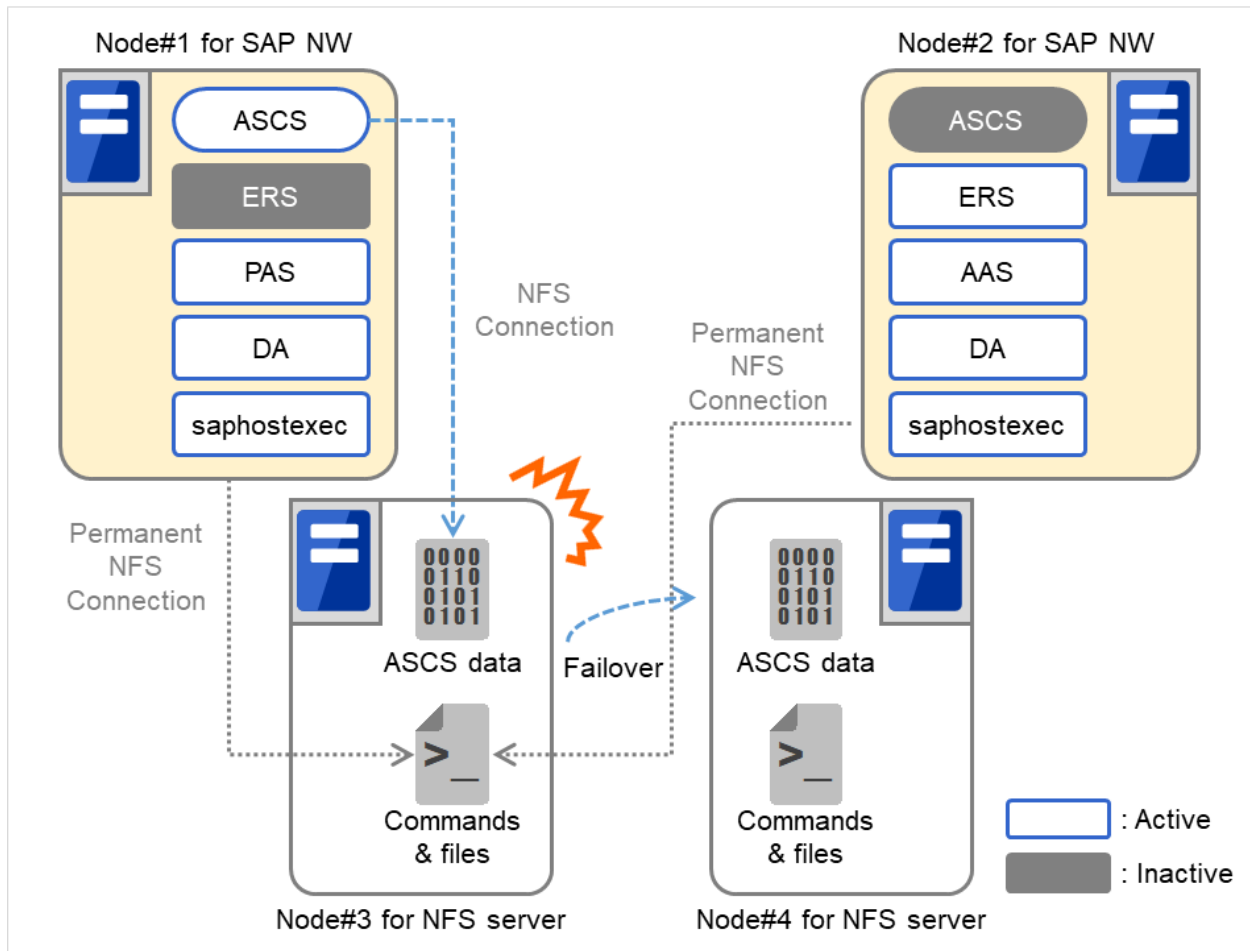 Node#1 for SAP NW
ASCS
ERS
PAS
DA
saphostexec
Node#2 for SAP NW
ASCS
ERS
AAS
DA
saphostexec
NFS
Connection
Permanent
NFS
Connection
Permanent
NFS
Connection
0000
0110
0101
0101
ASCS data
Failover
0000
0110
0101
0101
ASCS data
>_
Commands
& files
>_
Commands
& files
Node#3 for NFS server
Node#4 for NFS server
: Active
: Inactive